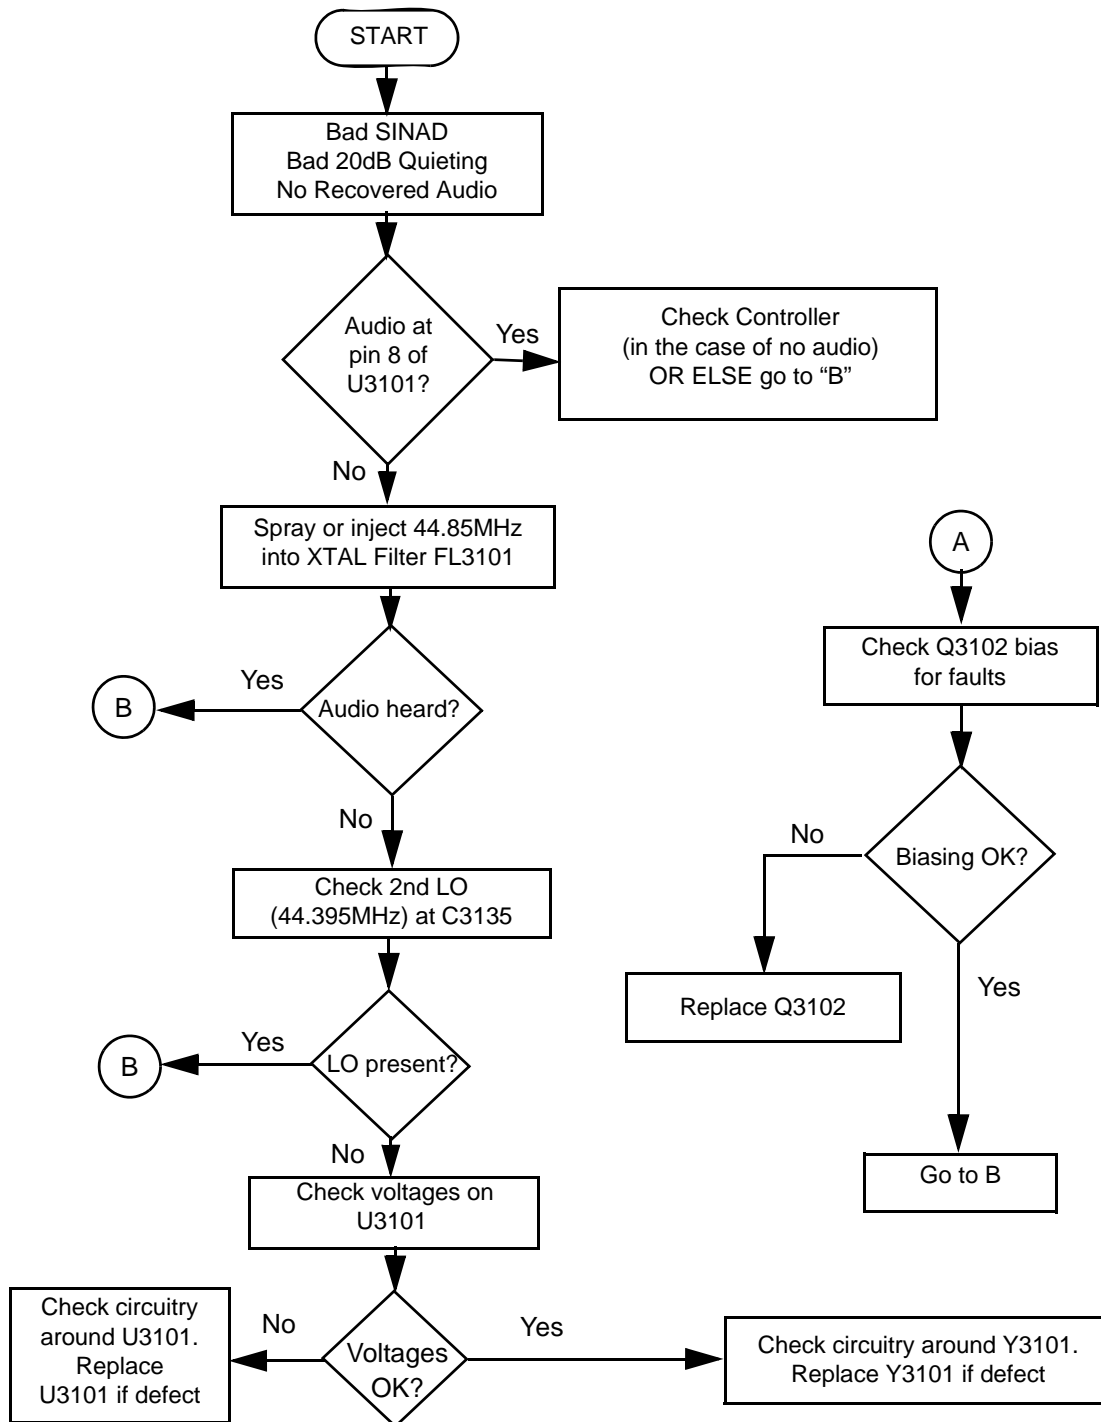 START
Bad SINAD
Bad 20dB Quieting
No Recovered Audio
Audio at
pin 8 of
U3101?
Yes
Check Controller
(in the case of no audio)
OR ELSE go to “B”
No
Spray or inject 44.85MHz
into XTAL Filter FL3101
Audio heard?
Yes
B
No
Check 2nd LO
(44.395MHz) at C3135
LO present?
Yes
B
No
Check voltages on
U3101
Voltages
OK?
No
Check circuitry
around U3101.
Replace
U3101 if defect
Yes
Check circuitry around Y3101.
Replace Y3101 if defect
A
Check Q3102 bias
for faults
Biasing OK?
No
Replace Q3102
Yes
Go to B